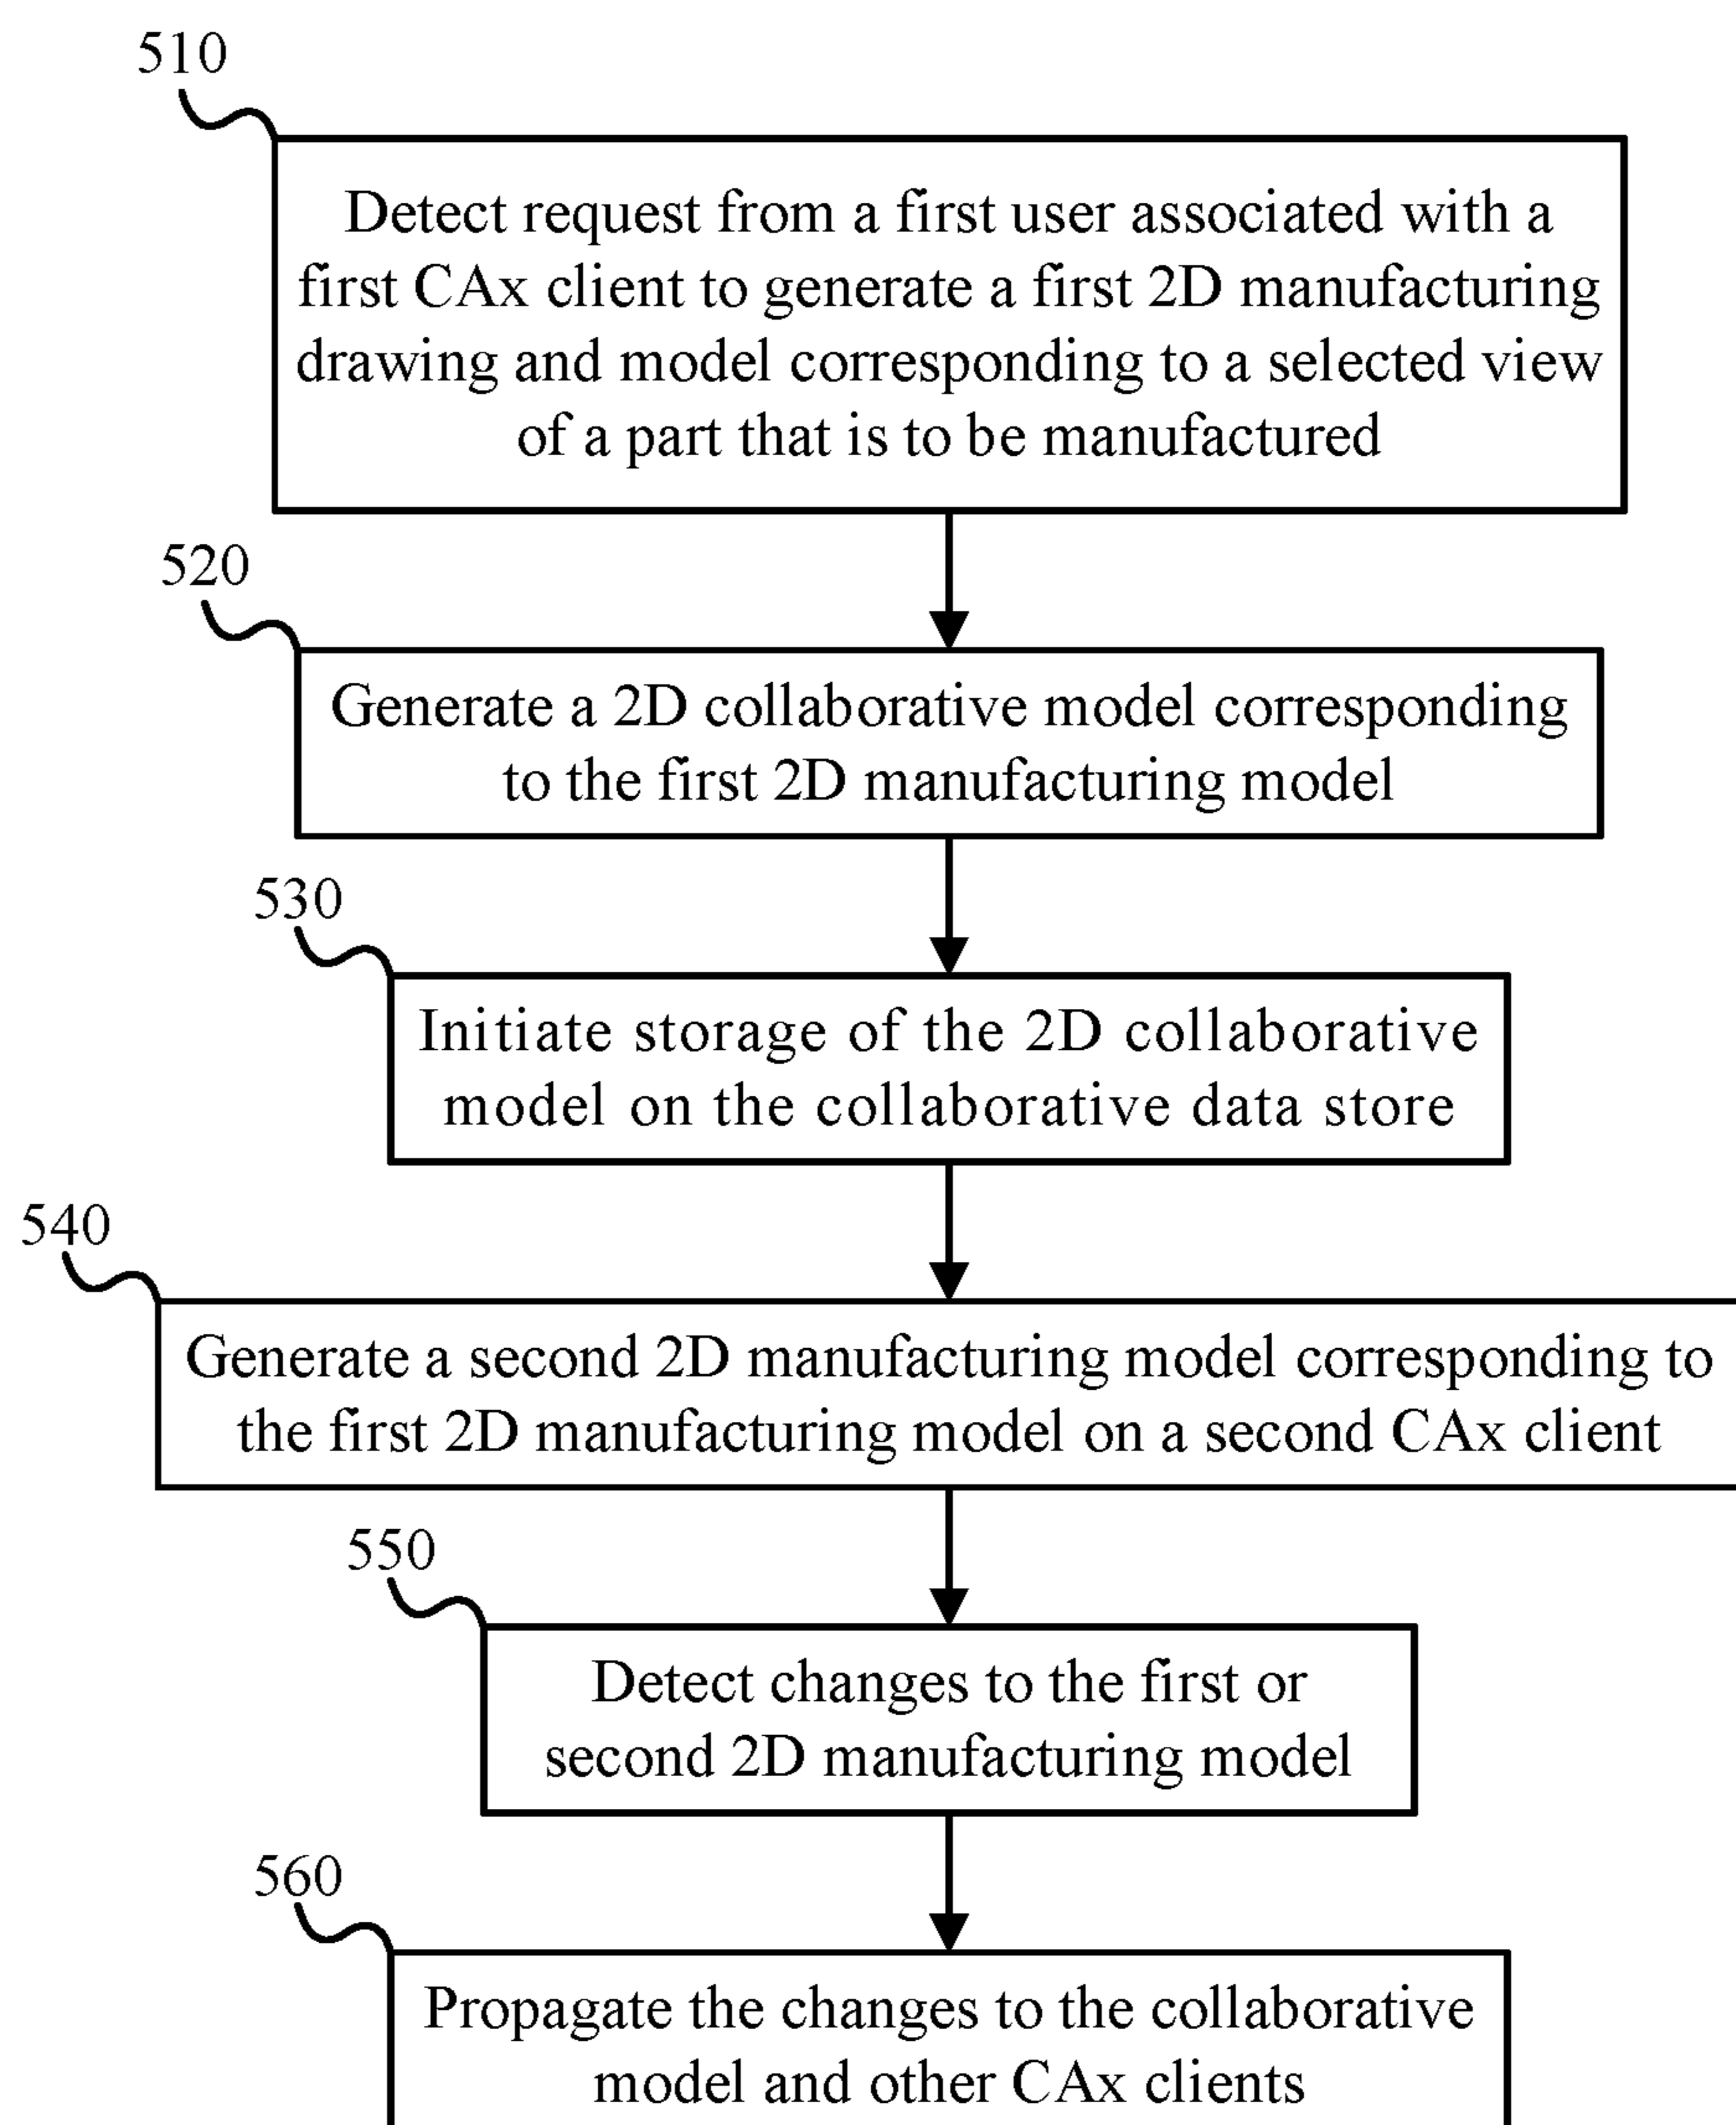 510
Detect request from a first user associated with a
first CAx client to generate a first 2D manufacturing
drawing and model corresponding to a selected view
of a part that is to be manufactured
520
Generate a 2D collaborative model corresponding
to the first 2D manufacturing model
530
Initiate storage of the 2D collaborative
model on the collaborative data store
540
Generate a second 2D manufacturing model corresponding to
the first 2D manufacturing model on a second CAx client
550
Detect changes to the first or
second 2D manufacturing model
560
Propagate the changes to the collaborative
model and other CAx clients